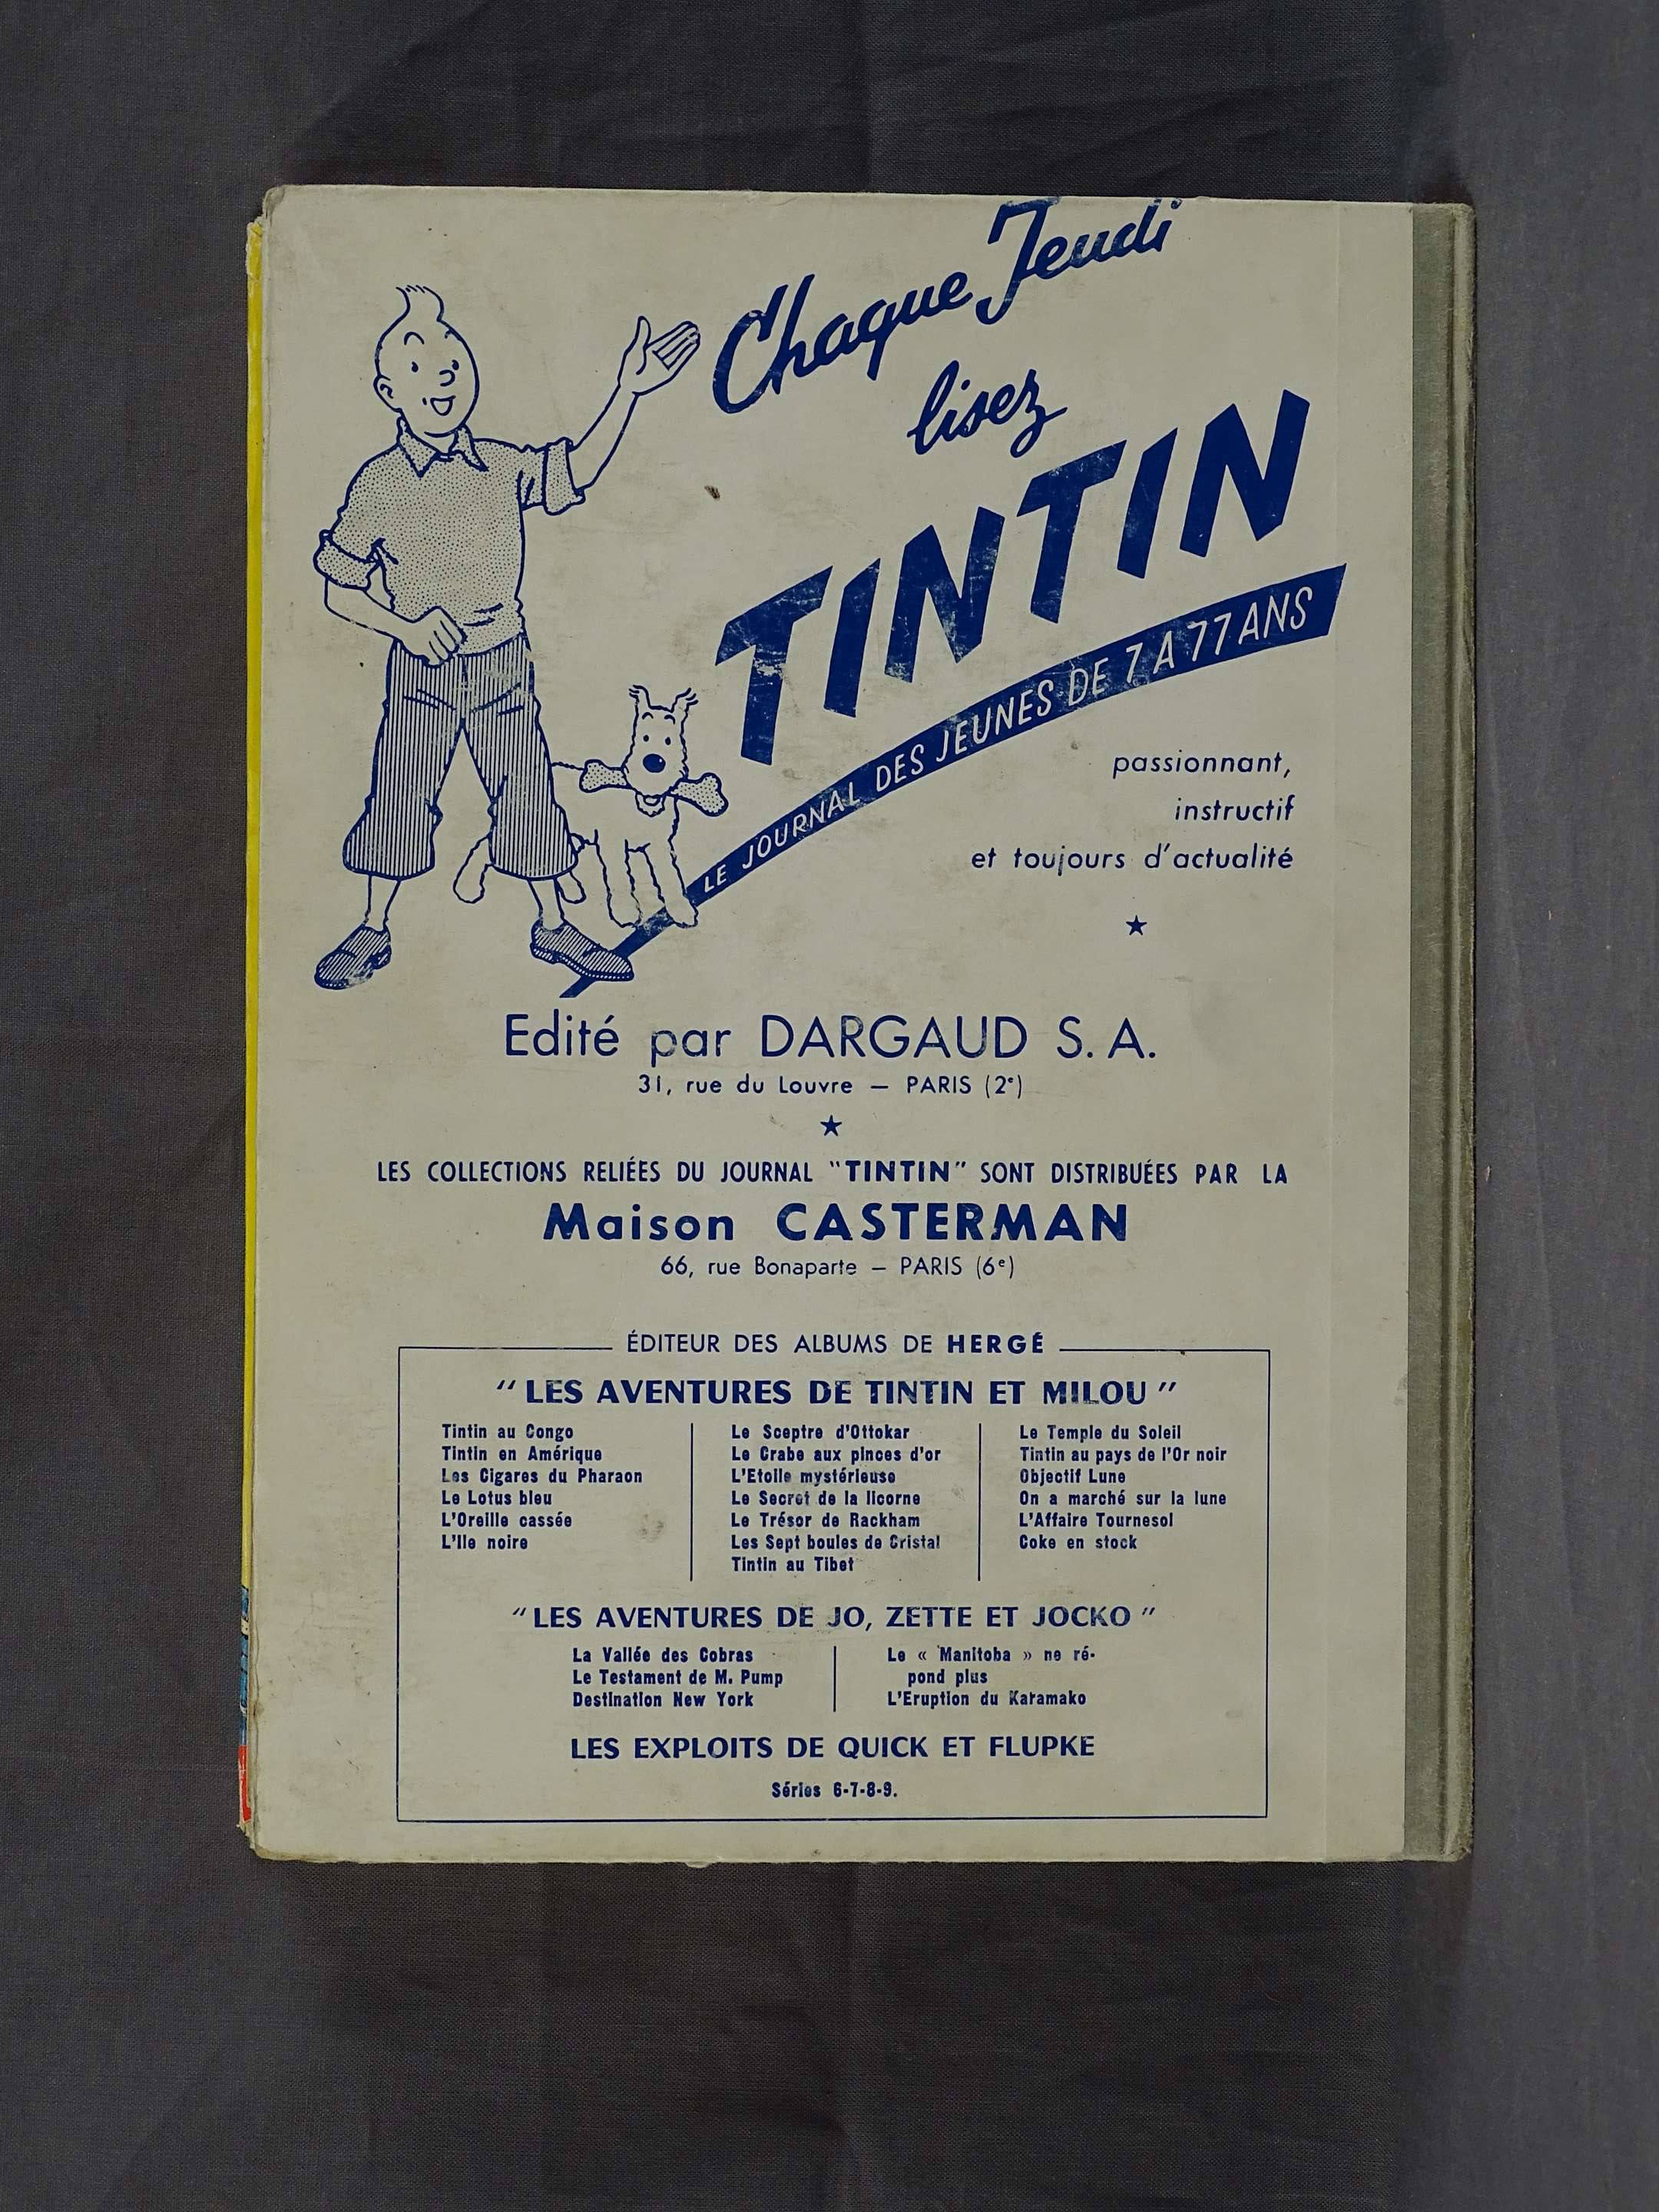 Chaque Jeudi
lisez
TINTIN
LE JOURNAL DES JEUNES DE 7 A 77 ANS
passionnant,
instructif
et toujours d'actualité
Edité par DARGAUD S. A.
31, rue du Louvre — PARIS (2e)
LES COLLECTIONS RELIÉES DU JOURNAL "TINTIN" SONT DISTRIBUÉES PAR LA
Maison CASTERMAN
66, rue Bonaparte — PARIS (6e)
ÉDITEUR DES ALBUMS DE HERGÉ
"LES AVENTURES DE TINTIN ET MILOU"
Tintin au Congo
Tintin en Amérique
Les Cigares du Pharaon
Le Lotus bleu
L'Oreille cassée
L'Ile noire
Le Sceptre d'Ottokar
Le Crabe aux pinces d'or
L'Etoile mystérieuse
Le Secret de la licorne
Le Trésor de Rackham
Les Sept boules de Cristal
Tintin au Tibet
Le Temple du Soleil
Tintin au pays de l'Or noir
Objectif Lune
On a marché sur la lune
L'Affaire Tournesol
Coke en stock
"LES AVENTURES DE JO, ZETTE ET JOCKO"
La Vallée des Cobras
Le Testament de M. Pump
Destination New York
Le « Manitoba » ne ré-
pond plus
L'Eruption du Karamako
LES EXPLOITS DE QUICK ET FLUPKE
Séries 6-7-8-9.